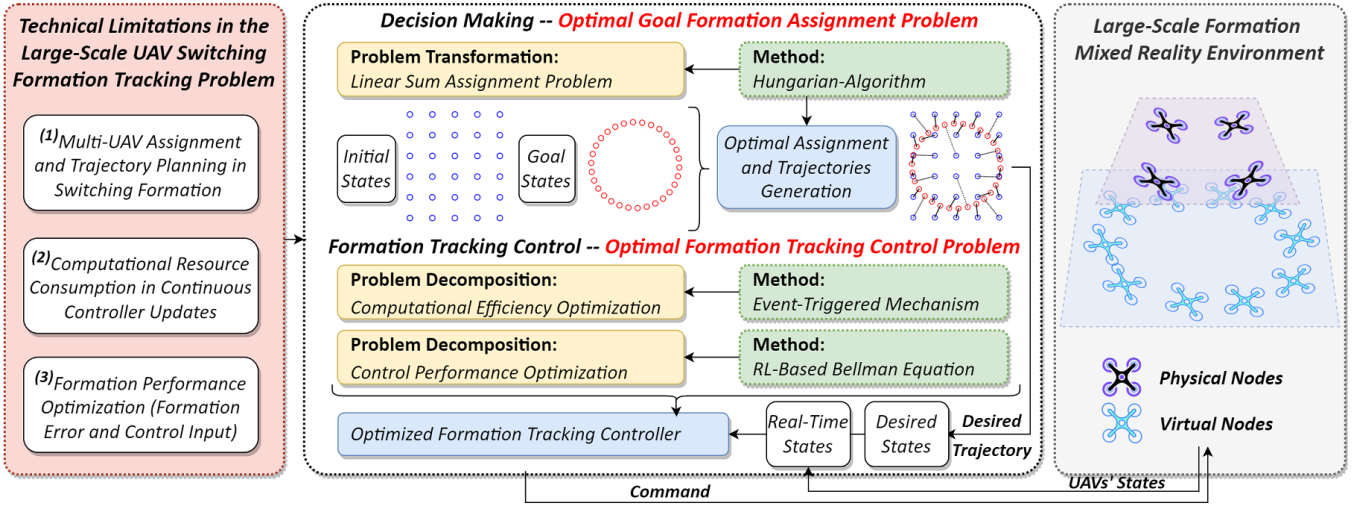 Technical Limitations in the
Large-Scale UAV Switching
Formation Tracking Problem
(1)Multi-UAV Assignment
and Trajectory Planning in
Switching Formation
(2)Computational Resource
Consumption in Continuous
Controller Updates
(3)Formation Performance
Optimization (Formation
Error and Control Input)
Decision Making -- Optimal Goal Formation Assignment Problem
Problem Transformation:
Linear Sum Assignment Problem
Method:
Hungarian-Algorithm
Initial
States
Goal
States
Optimal Assignment
and Trajectories
Generation
Formation Tracking Control -- Optimal Formation Tracking Control Problem
Problem Decomposition:
Computational Efficiency Optimization
Method:
Event-Triggered Mechanism
Problem Decomposition:
Control Performance Optimization
Method:
RL-Based Bellman Equation
Optimized Formation Tracking Controller
Real-Time
States
Desired
States
Desired
Trajectory
Command
UAVs' States
Large-Scale Formation
Mixed Reality Environment
Physical Nodes
Virtual Nodes